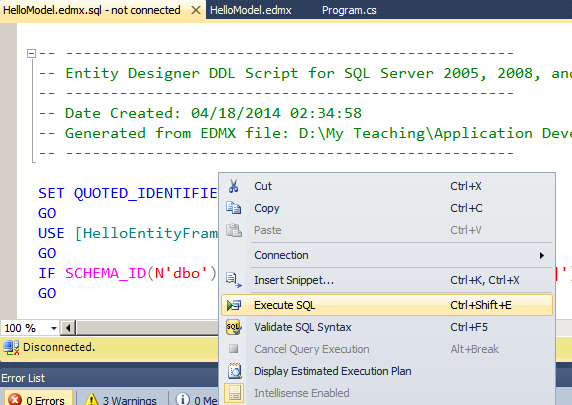 HelloModel.edmx.sql - not connected HelloModel.edmx Program.cs
-- --------------------------------------------------
-- Entity Designer DDL Script for SQL Server 2005, 2008, and
-- --------------------------------------------------
-- Date Created: 04/18/2014 02:34:58
-- Generated from EDMX file: D:\My Teaching\Application Deve
-- --------------------------------------------------
SET QUOTED_IDENTIFIE
GO
USE [HelloEntityFram
GO
IF SCHEMA_ID(N'dbo')
GO
Cut Ctrl+X
Copy Ctrl+C
Paste Ctrl+V
Connection
Insert Snippet... Ctrl+K, Ctrl+X
Execute SQL Ctrl+Shift+E
Validate SQL Syntax Ctrl+F5
Cancel Query Execution Alt+Break
Display Estimated Execution Plan
Intellisense Enabled
100 %
Disconnected.
Error List
0 Errors 3 Warnings 0 Me